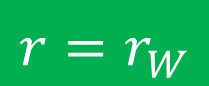 r = r_W